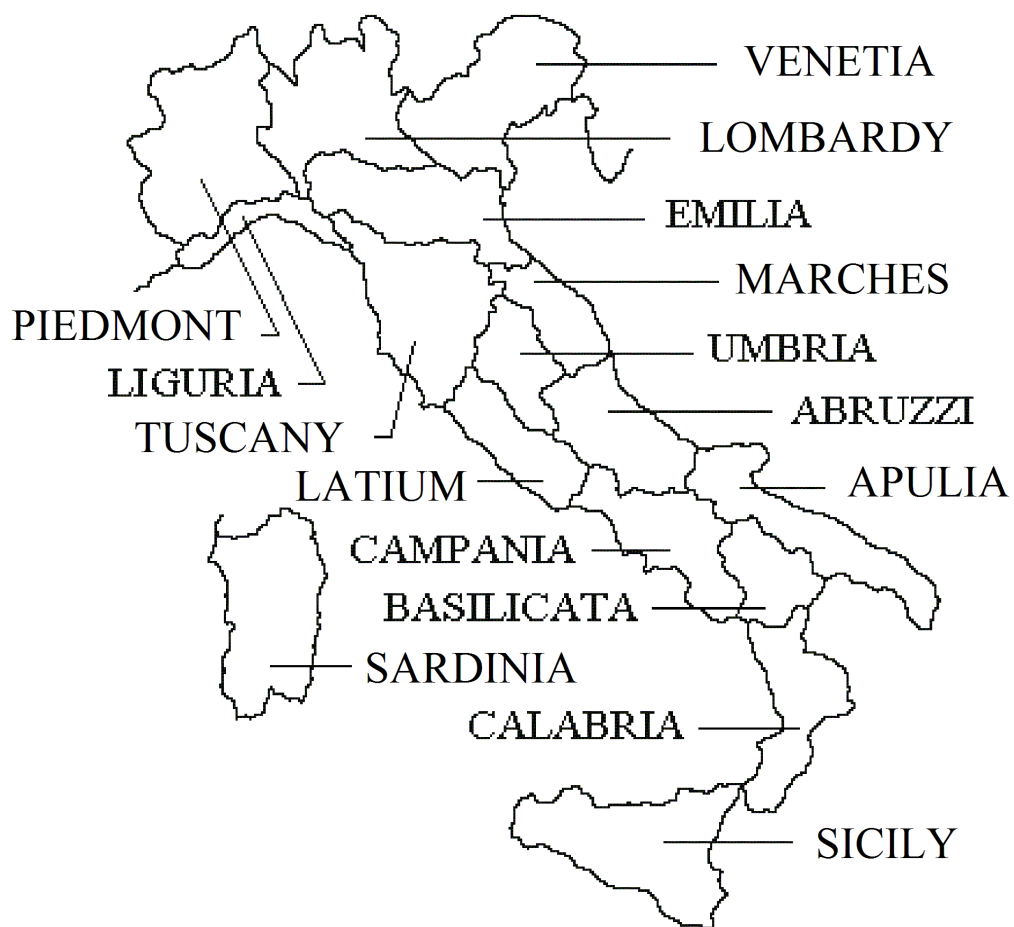 VENETIA
LOMBARDY
EMILIA
MARCHES
PIEDMONT
UMBRIA
LIGURIA
ABRUZZI
TUSCANY
LATIUM
APULIA
CAMPANIA
BASILICATA
SARDINIA
CALABRIA
SICILY